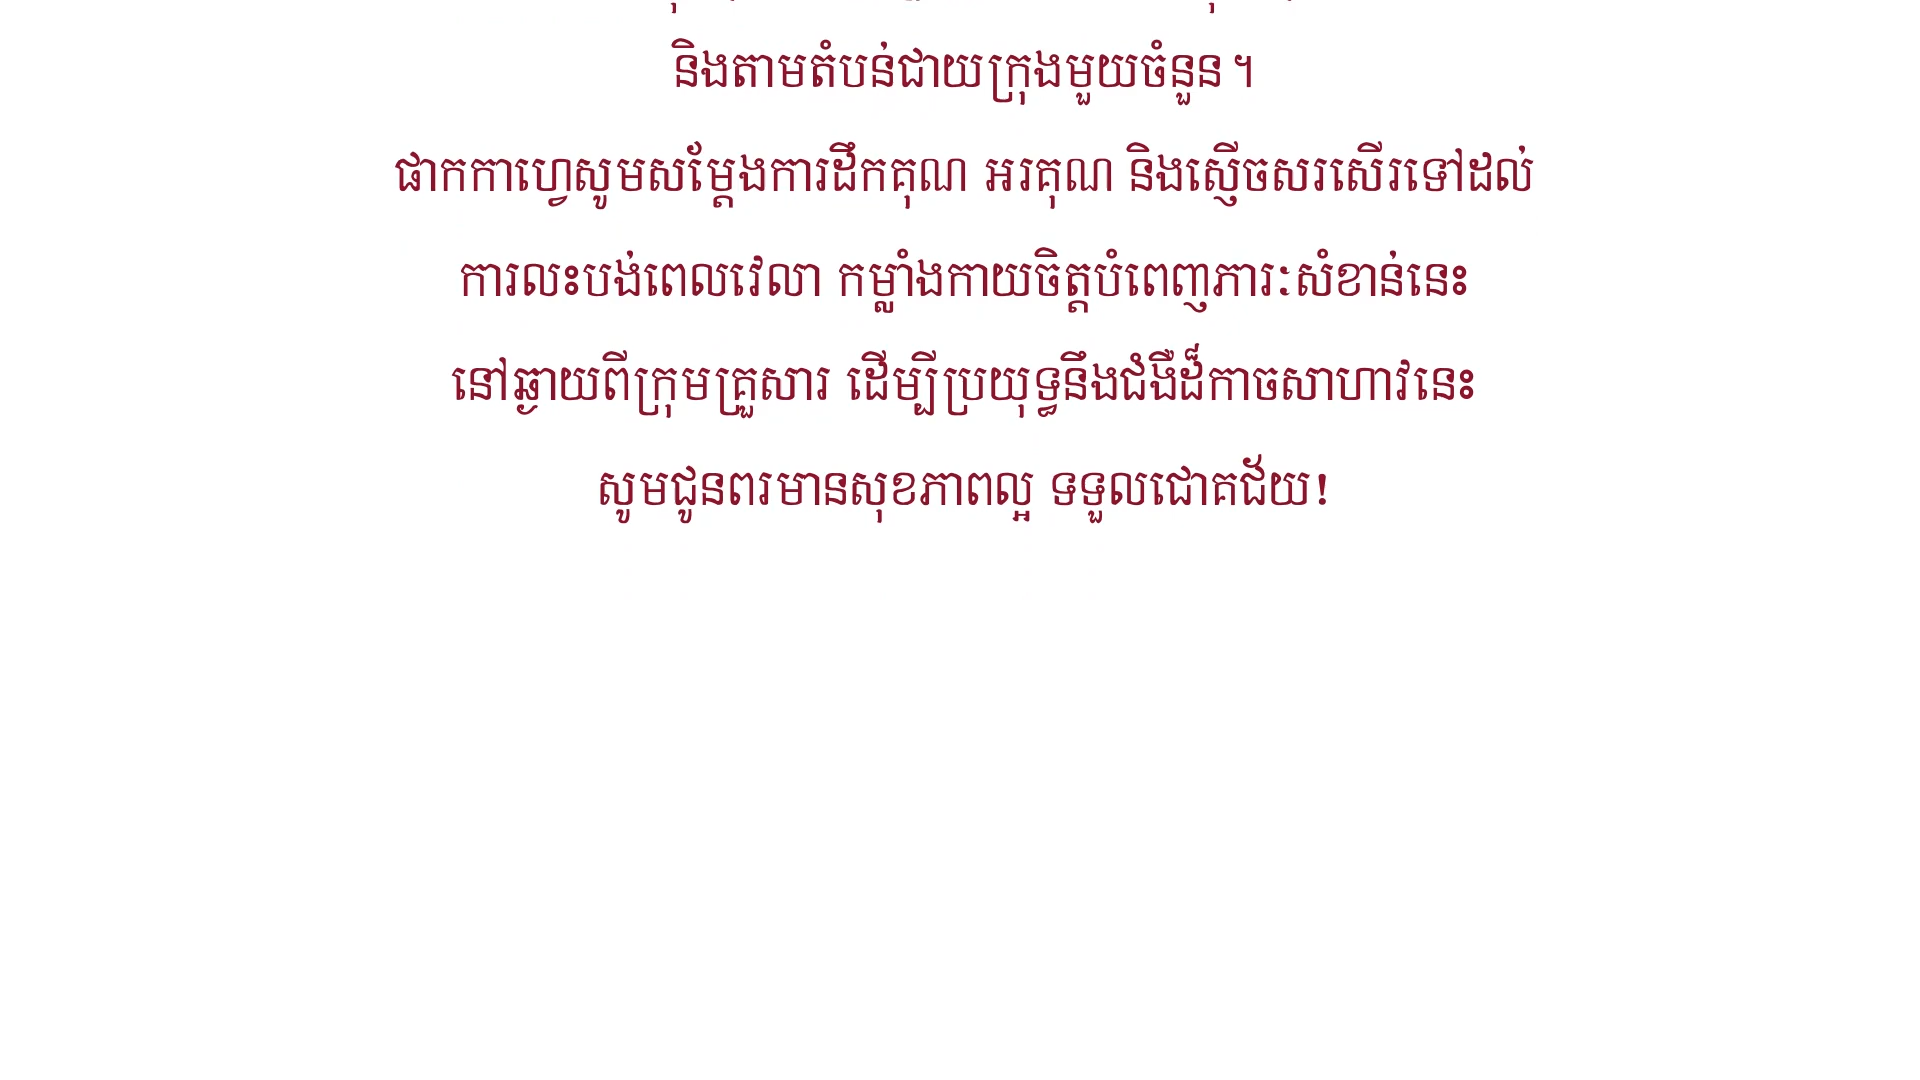 និងតាមតំបន់ជាយក្រុងមួយចំនួន។
ផាកកាហ្វេសូមសម្ដែងការដឹកគុណ អរគុណ និងស្ញើចសរសើរទៅដល់
ការលះបង់ពេលវេលា កម្លាំងកាយចិត្តបំពេញភារៈសំខាន់នេះ
នៅឆ្ងាយពីក្រុមគ្រួសារ ដើម្បីប្រយុទ្ធនឹងជំងឺដ៏កាចសាហាវនេះ
សូមជូនពរមានសុខភាពល្អ ទទួលជោគជ័យ!